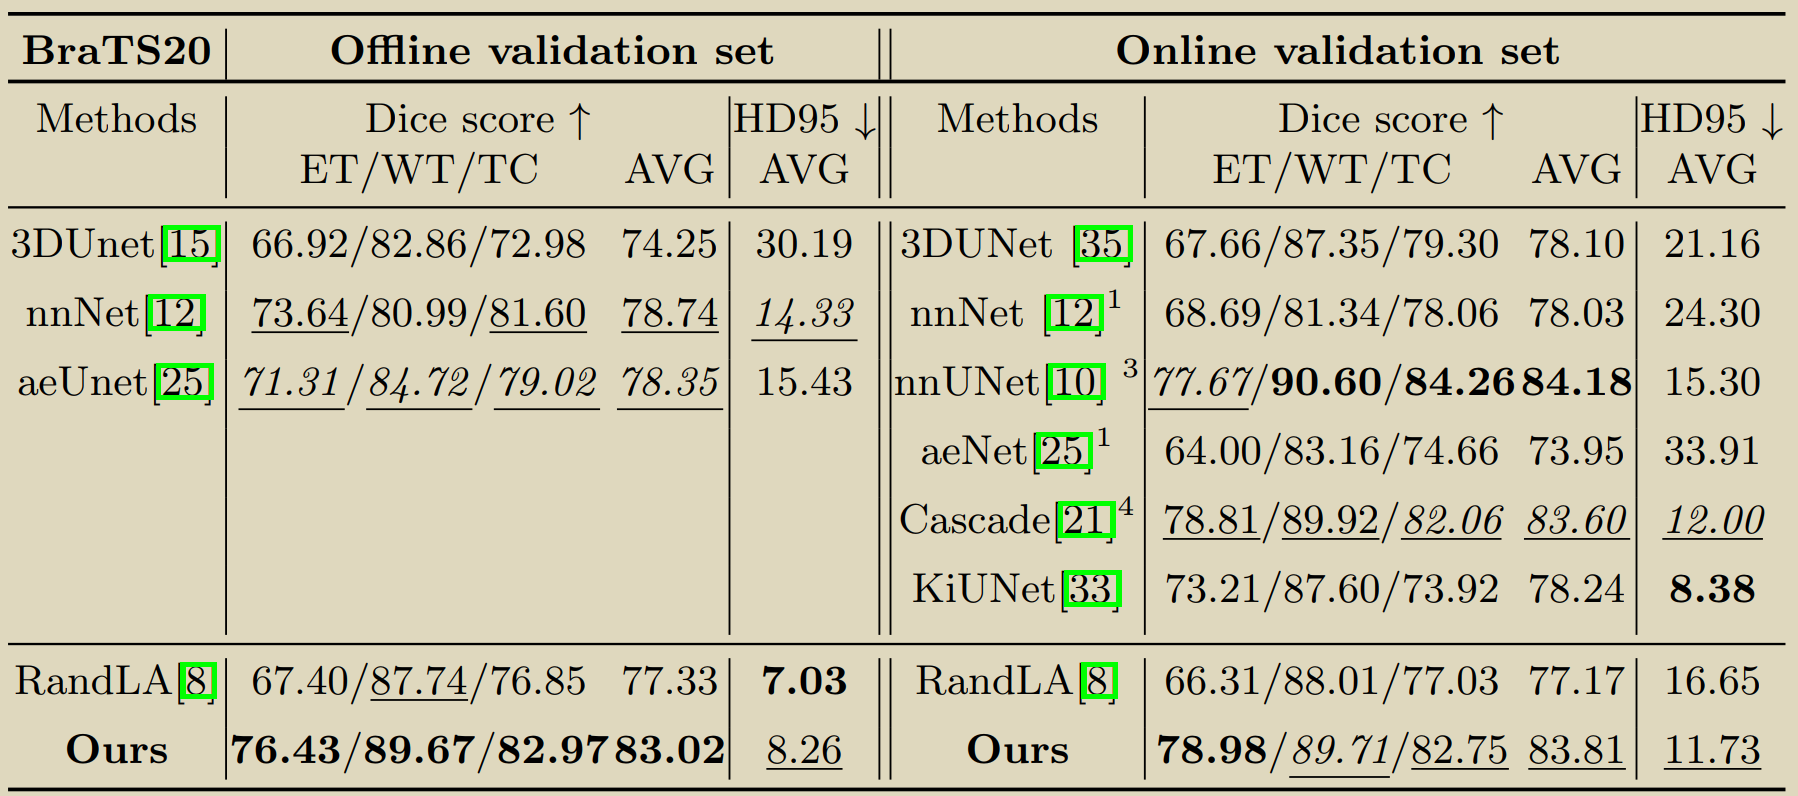 BraTS20 Offline validation set Online validation set
Methods Dice score ↑ HD95 ↓ Methods Dice score ↑ HD95 ↓
ET/WT/TC AVG AVG ET/WT/TC AVG AVG
3DUnet[15] 66.92/82.86/72.98 74.25 30.19 3DUNet [35] 67.66/87.35/79.30 78.10 21.16
nnNet[12] 73.64/80.99/81.60 78.74 14.33 nnNet [12]¹ 68.69/81.34/78.06 78.03 24.30
aeUnet[25] 71.31/84.72/79.02 78.35 15.43 nnUNet[10] ³ 77.67/90.60/84.26 84.18 15.30
aeNet[25]¹ 64.00/83.16/74.66 73.95 33.91
Cascade[21]⁴ 78.81/89.92/82.06 83.60 12.00
KiUNet[33] 73.21/87.60/73.92 78.24 8.38
RandLA[8] 67.40/87.74/76.85 77.33 7.03 RandLA[8] 66.31/88.01/77.03 77.17 16.65
Ours 76.43/89.67/82.97 83.02 8.26 Ours 78.98/89.71/82.75 83.81 11.73